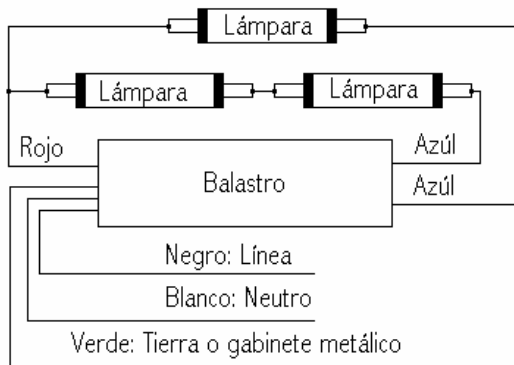 Lámpara
Lámpara Lámpara
Rojo Azúl
Balastro Azúl
Negro: Línea
Blanco: Neutro
Verde: Tierra o gabinete metálico